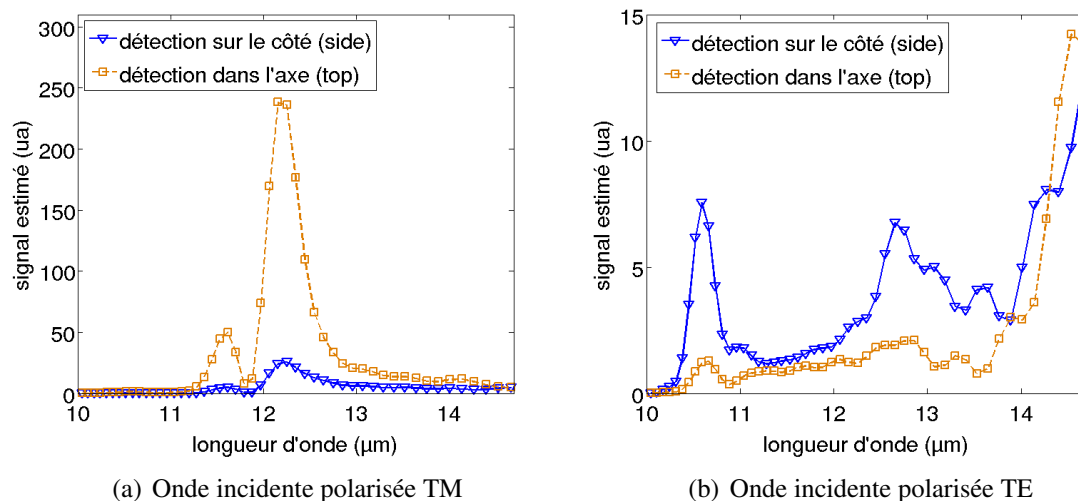 300
250
200
150
100
50
0
signal estimé (ua)
détection sur le côté (side)
détection dans l'axe (top)
10 11 12 13 14
longueur d'onde (µm)
(a) Onde incidente polarisée TM
15
10
5
0
signal estimé (ua)
détection sur le côté (side)
détection dans l'axe (top)
10 11 12 13 14
longueur d'onde (µm)
(b) Onde incidente polarisée TE